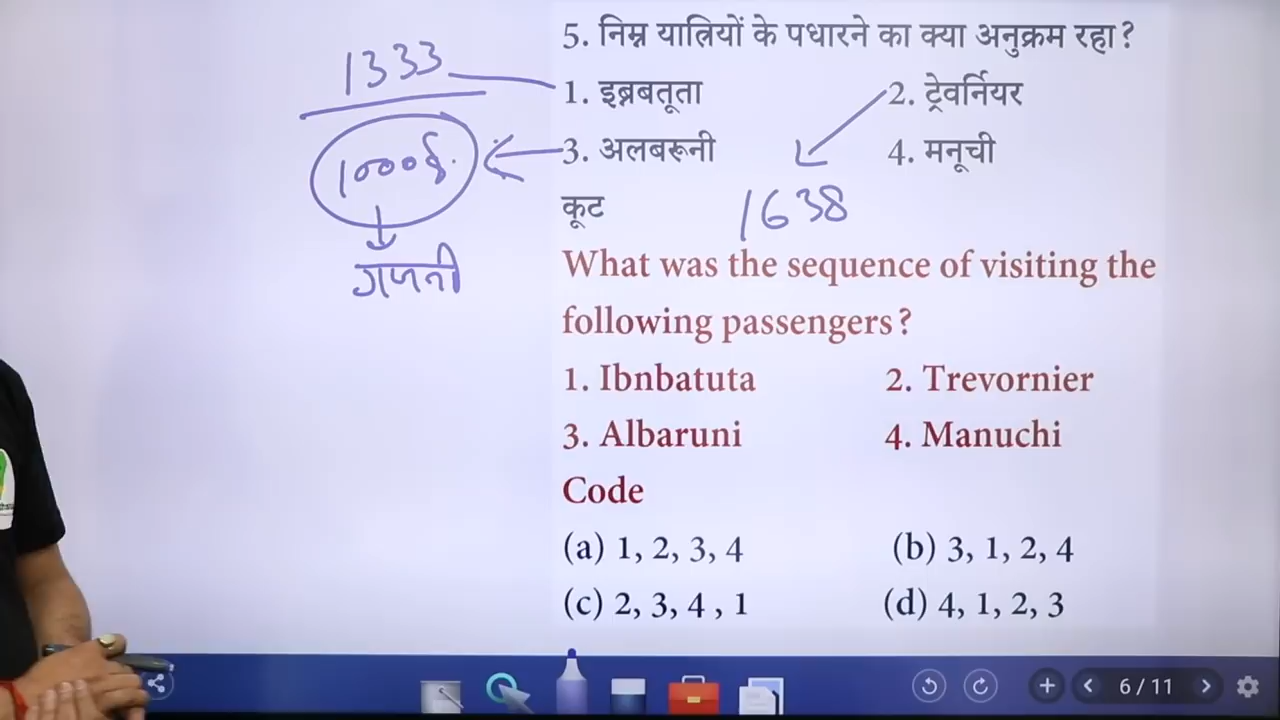 5. निम्न यात्रियों के पधारने का क्या अनुक्रम रहा?
1333
1. इब्नबतूता 2. ट्रेवर्नियर
1000ई.
3. अलबरूनी 4. मनूची
कूट
1638
गजनी
What was the sequence of visiting the
following passengers?
1. Ibnbatuta 2. Trevornier
3. Albaruni 4. Manuchi
Code
(a) 1, 2, 3, 4 (b) 3, 1, 2, 4
(c) 2, 3, 4 , 1 (d) 4, 1, 2, 3
6 / 11